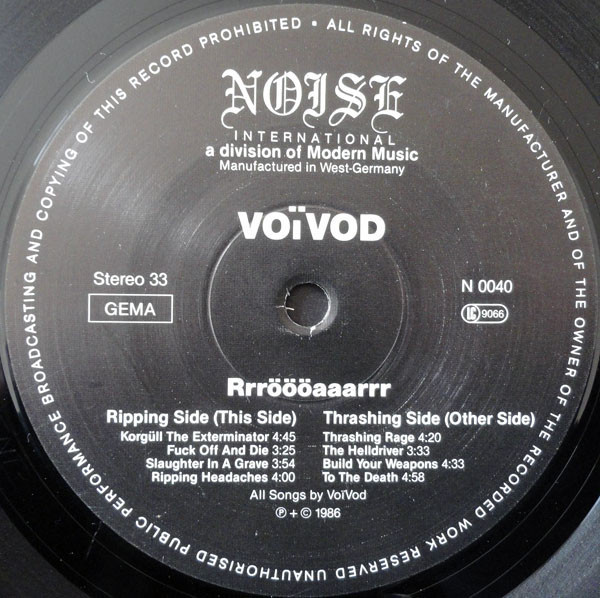 ALL RIGHTS OF THE MANUFACTURER AND OF THE OWNER OF THE RECORDED WORK RESERVED UNAUTHORISED PUBLIC PERFORMANCE BROADCASTING AND COPYING OF THIS RECORD PROHIBITED •
NOISE
INTERNATIONAL
a division of Modern Music
Manufactured in West-Germany
VOïVOD
Stereo 33
GEMA
N 0040
LC 9066
Rrröööaaarrr
Ripping Side (This Side)
Korgüll The Exterminator 4:45
Fuck Off And Die 3:25
Slaughter In A Grave 3:54
Ripping Headaches 4:00
Thrashing Side (Other Side)
Thrashing Rage 4:20
The Helldriver 3:33
Build Your Weapons 4:33
To The Death 4:58
All Songs by VoïVod
℗ + © 1986